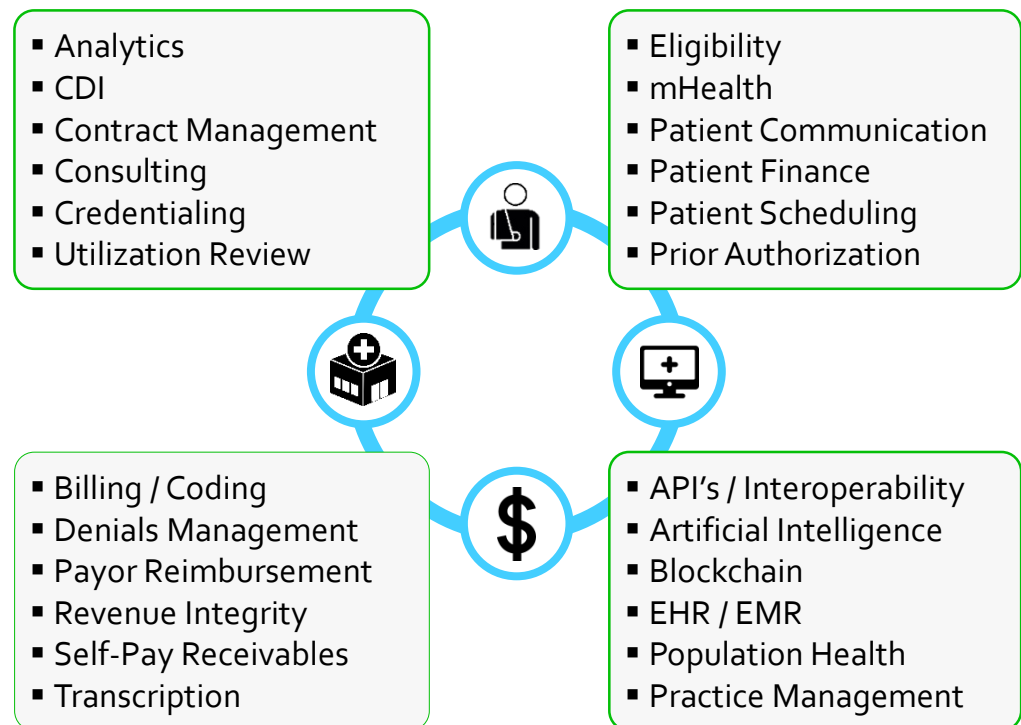 ▪ Analytics
▪ CDI
▪ Contract Management
▪ Consulting
▪ Credentialing
▪ Utilization Review
▪ Eligibility
▪ mHealth
▪ Patient Communication
▪ Patient Finance
▪ Patient Scheduling
▪ Prior Authorization
$
▪ Billing / Coding
▪ Denials Management
▪ Payor Reimbursement
▪ Revenue Integrity
▪ Self-Pay Receivables
▪ Transcription
▪ API's / Interoperability
▪ Artificial Intelligence
▪ Blockchain
▪ EHR / EMR
▪ Population Health
▪ Practice Management